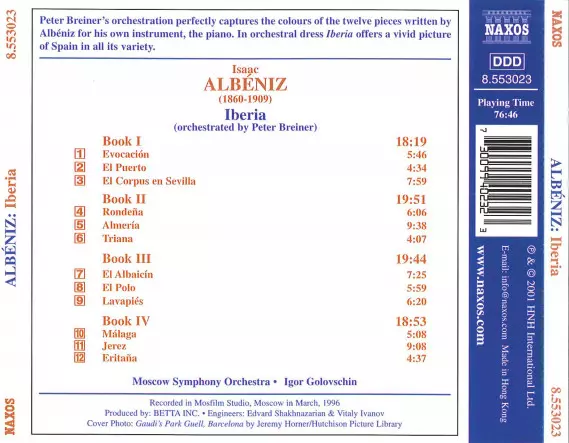 8.553023
ALBÉNIZ: Iberia
NAXOS
Peter Breiner's orchestration perfectly captures the colours of the twelve pieces written by
Albéniz for his own instrument, the piano. In orchestral dress Iberia offers a vivid picture
of Spain in all its variety.
Isaac
ALBÉNIZ
(1860-1909)
Iberia
(orchestrated by Peter Breiner)
Book I 18:19
1 Evocación 5:46
2 El Puerto 4:34
3 El Corpus en Sevilla 7:59
Book II 19:51
4 Rondeña 6:06
5 Almería 9:38
6 Triana 4:07
Book III 19:44
7 El Albaicín 7:25
8 El Polo 5:59
9 Lavapiés 6:20
Book IV 18:53
10 Málaga 5:08
11 Jerez 9:08
12 Eritaña 4:37
Moscow Symphony Orchestra • Igor Golovschin
Recorded in Mosfilm Studio, Moscow in March, 1996
Produced by: BETTA INC. • Engineers: Edvard Shakhnazarian & Vitaly Ivanov
Cover Photo: Gaudi's Park Guell, Barcelona by Jeremy Horner/Hutchison Picture Library
NAXOS
DDD
8.553023
Playing Time
76:46
7 30099 40232 3
℗ & © 2001 HNH International Ltd.
E-mail: info@naxos.com Made in Hong Kong
www.naxos.com
NAXOS
ALBÉNIZ: Iberia
8.553023